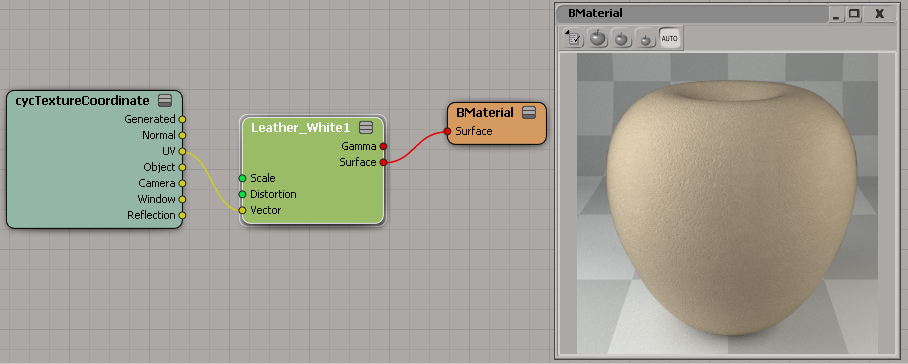 cycTextureCoordinate
Generated
Normal
UV
Object
Camera
Window
Reflection
Leather_White1
Gamma
Surface
Scale
Distortion
Vector
BMaterial
Surface
BMaterial
AUTO